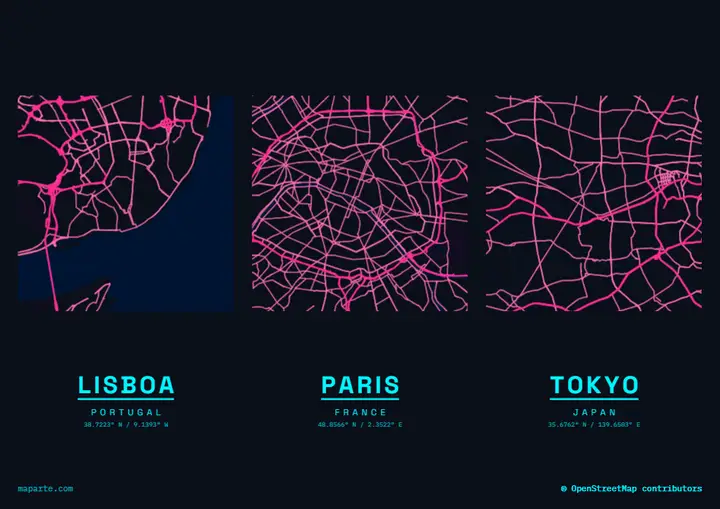 LISBOA
PORTUGAL
38.7223° N / 9.1393° W
PARIS
FRANCE
48.8566° N / 2.3522° E
TOKYO
JAPAN
35.6762° N / 139.6503° E
maparte.com
© OpenStreetMap contributors